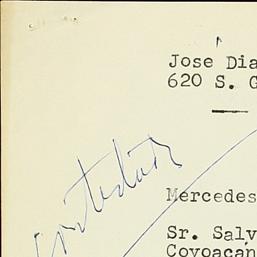 Jose Dia
620 S. G
Mercedes
Sr. Salv
Coyoacan